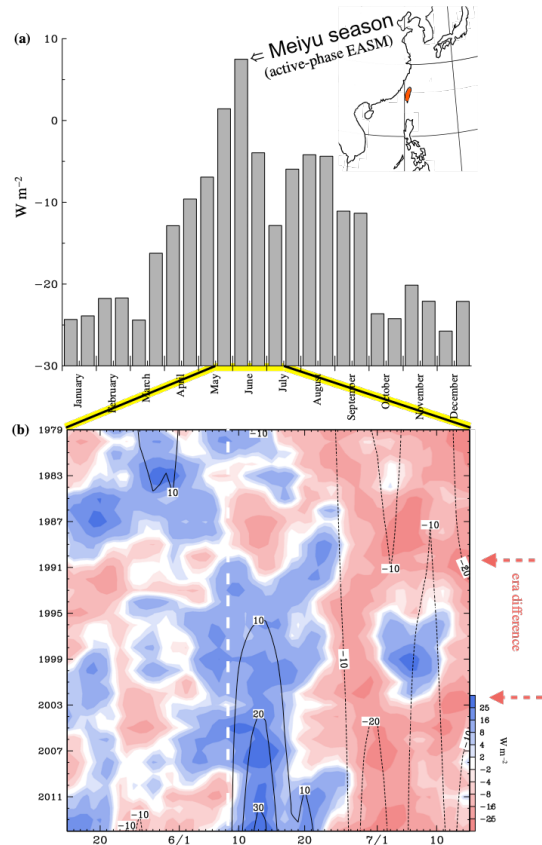 (a)
⇐ Meiyu season
(active-phase EASM)
10
0
−10
−20
−30
W m−2
January
February
March
April
May
June
July
August
September
October
November
December
(b)
1979
1983
1987
1991
1995
1999
2003
2007
2011
−10
10
−10
−10
−20
10
−10
era difference
20
−20
10
30
−10
−10
25
16
8
4
2
−2
−4
−8
−16
−25
W m−2
20
6/1
10
20
7/1
10